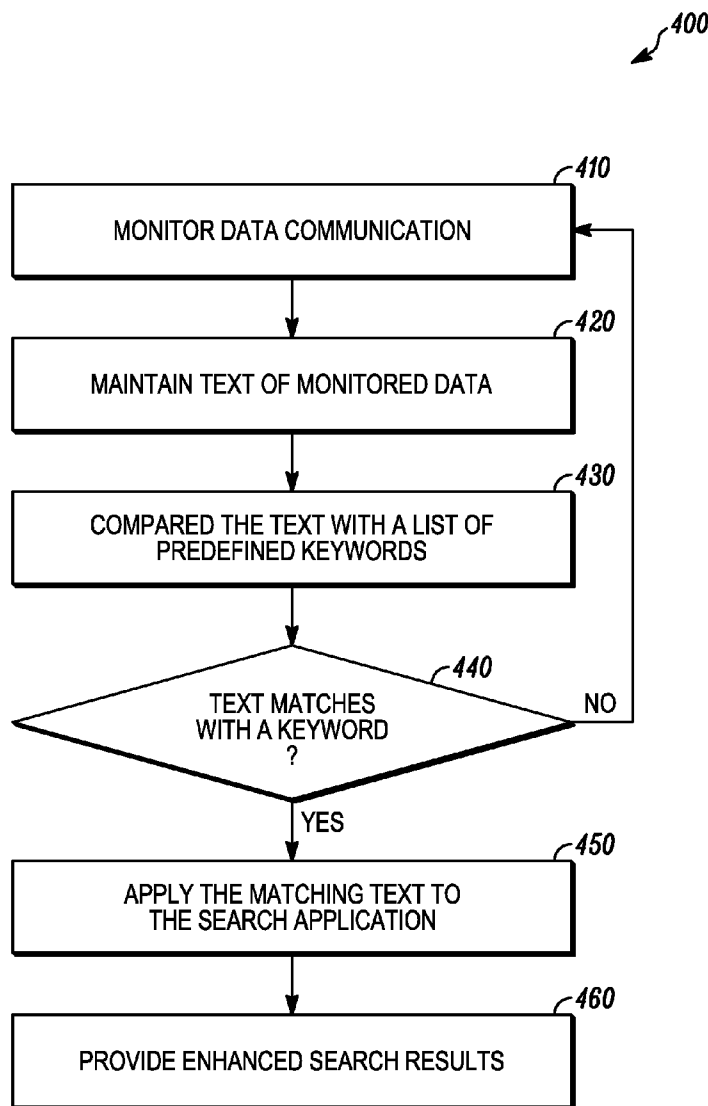 400
410
MONITOR DATA COMMUNICATION
420
MAINTAIN TEXT OF MONITORED DATA
430
COMPARED THE TEXT WITH A LIST OF
PREDEFINED KEYWORDS
440
TEXT MATCHES
WITH A KEYWORD
?
NO
YES
450
APPLY THE MATCHING TEXT TO
THE SEARCH APPLICATION
460
PROVIDE ENHANCED SEARCH RESULTS